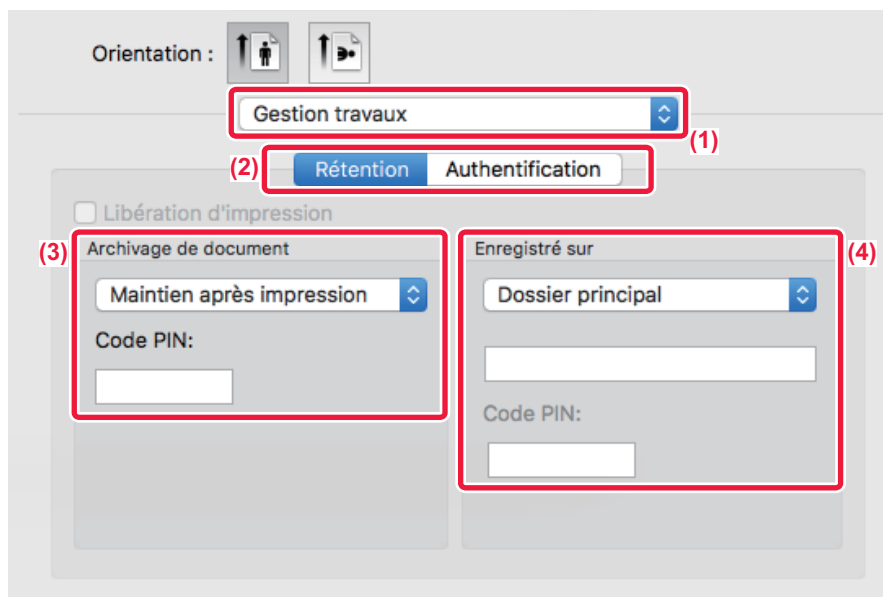 Orientation :
Gestion travaux
(1)
(2) Rétention Authentification
Libération d'impression
(3) Archivage de document
Enregistré sur (4)
Maintien après impression
Dossier principal
Code PIN:
Code PIN: